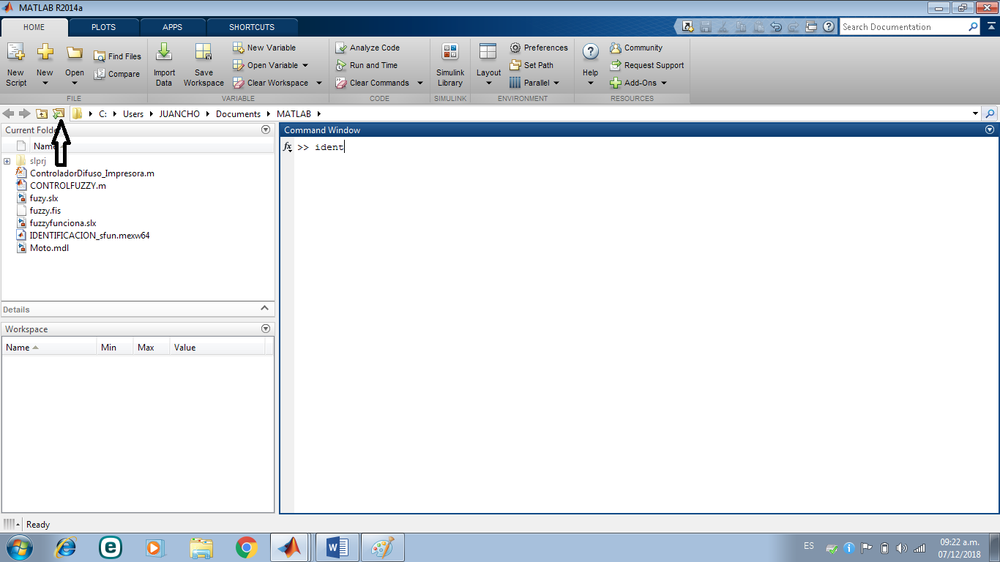 MATLAB R2014a
HOME
PLOTS
APPS
SHORTCUTS
Search Documentation
New Script
New
Open
Find Files
Compare
FILE
Import Data
Save Workspace
New Variable
Open Variable
Clear Workspace
VARIABLE
Analyze Code
Run and Time
Clear Commands
CODE
Simulink Library
SIMULINK
Layout
Preferences
Set Path
Parallel
ENVIRONMENT
Help
Community
Request Support
Add-Ons
RESOURCES
C: Users JUANCHO Documents MATLAB
Current Folde
Name
slprj
ControladorDifuso_Impresora.m
CONTROLFUZZY.m
fuzy.slx
fuzzy.fis
fuzzyfunciona.slx
IDENTIFICACION_sfun.mexw64
Moto.mdl
Details
Workspace
Name Min Max Value
Command Window
fx >> ident
Ready
ES
09:22 a.m.
07/12/2018